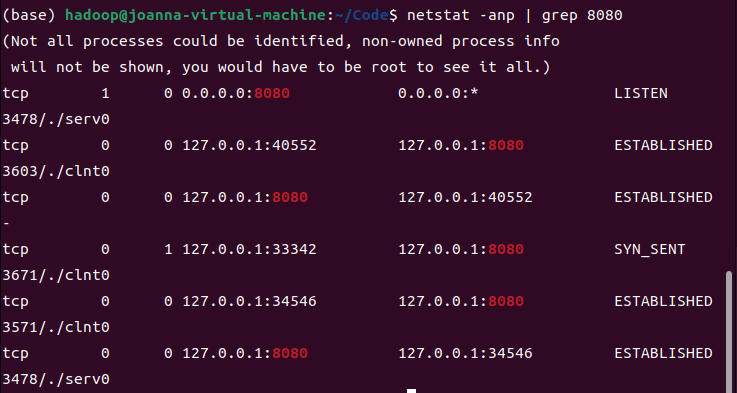 (base) hadoop@joanna-virtual-machine:~/Code$ netstat -anp | grep 8080
(Not all processes could be identified, non-owned process info
 will not be shown, you would have to be root to see it all.)
tcp        1      0 0.0.0.0:8080            0.0.0.0:*               LISTEN
3478/./serv0
tcp        0      0 127.0.0.1:40552         127.0.0.1:8080          ESTABLISHED
3603/./clnt0
tcp        0      0 127.0.0.1:8080          127.0.0.1:40552         ESTABLISHED
-
tcp        0      1 127.0.0.1:33342         127.0.0.1:8080          SYN_SENT
3671/./clnt0
tcp        0      0 127.0.0.1:34546         127.0.0.1:8080          ESTABLISHED
3571/./clnt0
tcp        0      0 127.0.0.1:8080          127.0.0.1:34546         ESTABLISHED
3478/./serv0